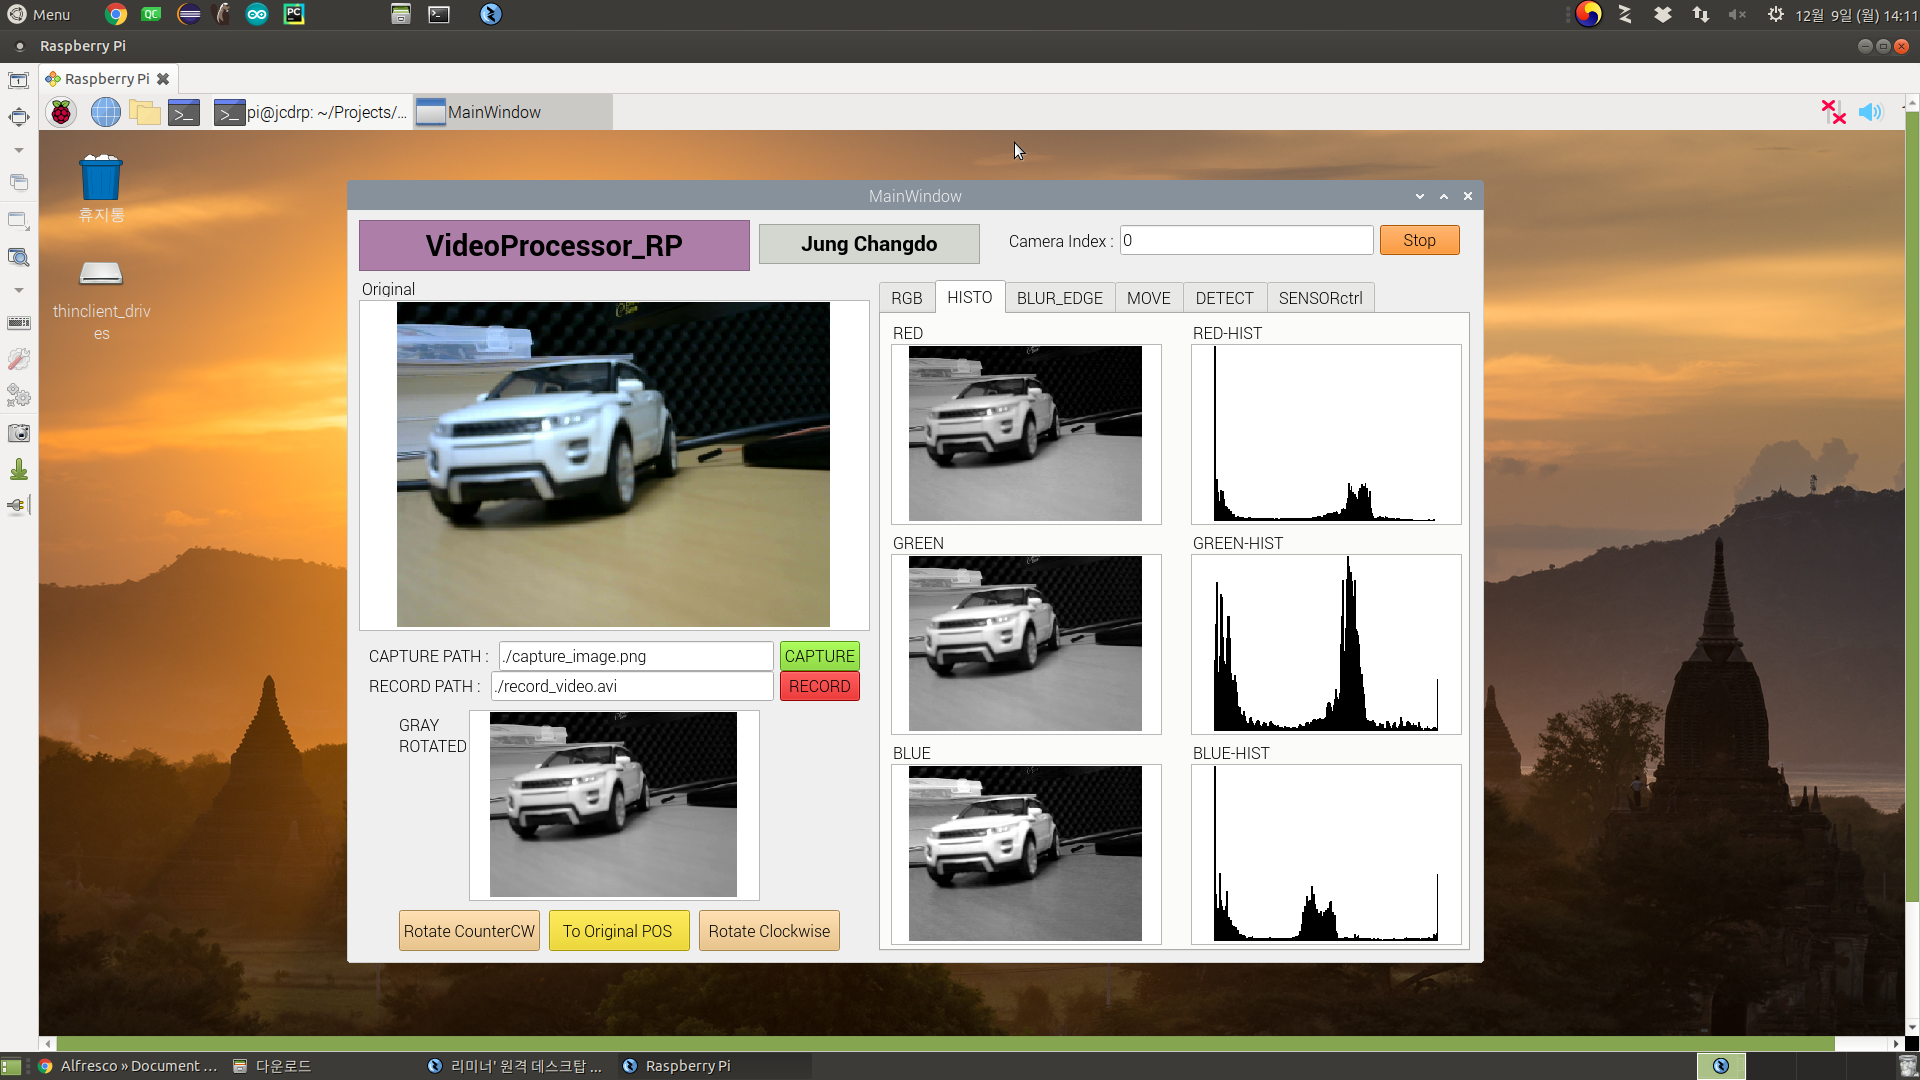 Menu
QC
PC
12월 9일 (월) 14:11
Raspberry Pi
Raspberry Pi
pi@jcdrp: ~/Projects/...
MainWindow
휴지통
thinclient_driv
es
MainWindow
VideoProcessor_RP
Jung Changdo
Camera Index :
0
Stop
Original
RGB
HISTO
BLUR_EDGE
MOVE
DETECT
SENSORctrl
RED
RED-HIST
GREEN
GREEN-HIST
BLUE
BLUE-HIST
CAPTURE PATH :
./capture_image.png
CAPTURE
RECORD PATH :
./record_video.avi
RECORD
GRAY
ROTATED
Rotate CounterCW
To Original POS
Rotate Clockwise
Alfresco » Document ...
다운로드
리미너' 원격 데스크탑 ...
Raspberry Pi